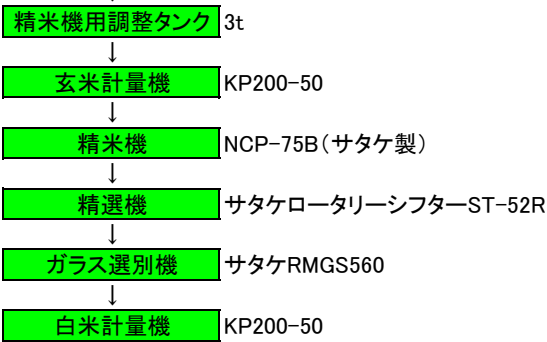 精米機用調整タンク 3t
↓
玄米計量機 KP200-50
↓
精米機 NCP-75B(サタケ製)
↓
精選機 サタケロータリーシフターST-52R
↓
ガラス選別機 サタケRMGS560
↓
白米計量機 KP200-50